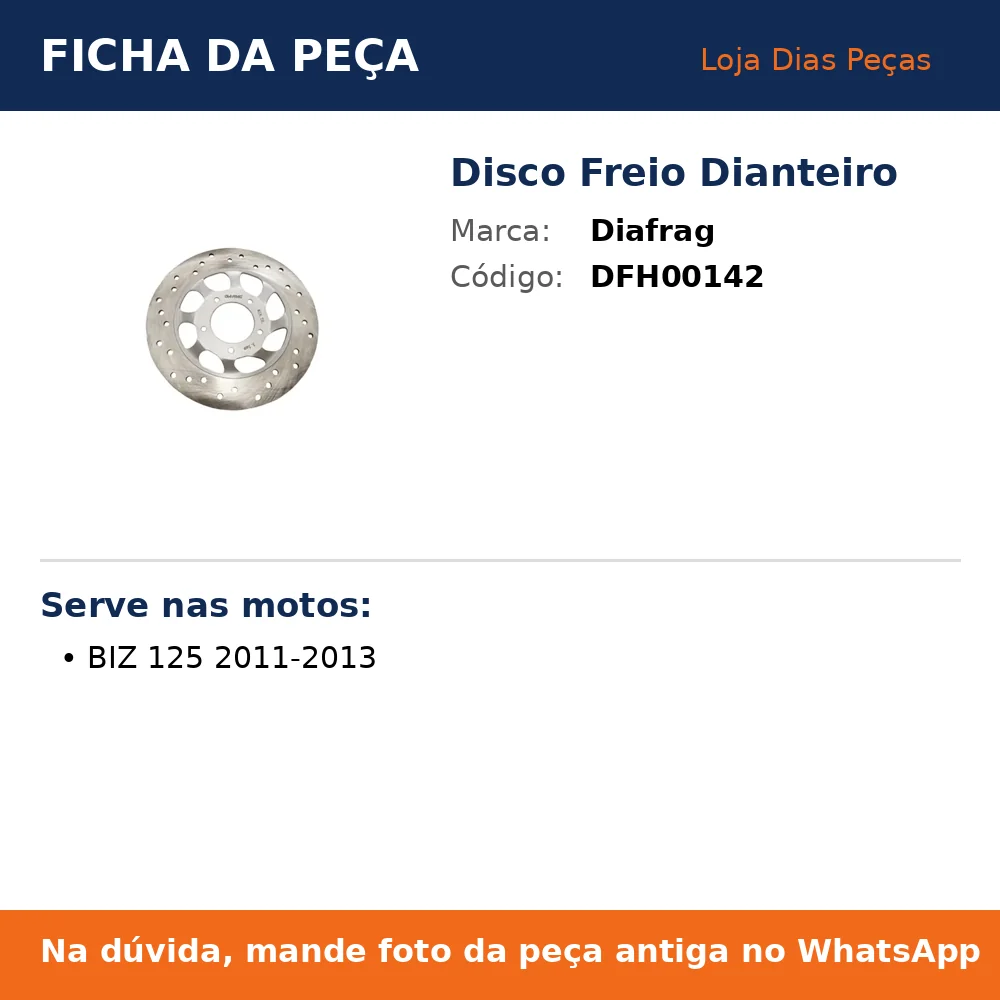 FICHA DA PEÇA
Loja Dias Peças
Disco Freio Dianteiro
Marca: Diafrag
Código: DFH00142
Serve nas motos:
• BIZ 125 2011-2013
Na dúvida, mande foto da peça antiga no WhatsApp